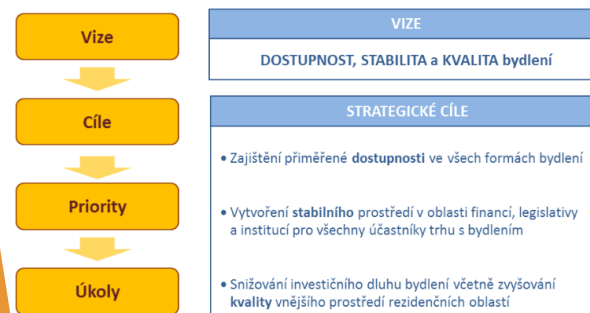 Vize
Cíle
Priority
Úkoly
VIZE
DOSTUPNOST, STABILITA a KVALITA bydlení
STRATEGICKÉ CÍLE
• Zajištění přiměřené dostupnosti ve všech formách bydlení
• Vytvoření stabilního prostředí v oblasti financí, legislativy
a institucí pro všechny účastníky trhu s bydlením
• Snižování investičního dluhu bydlení včetně zvyšování
kvality vnějšího prostředí rezidenčních oblastí